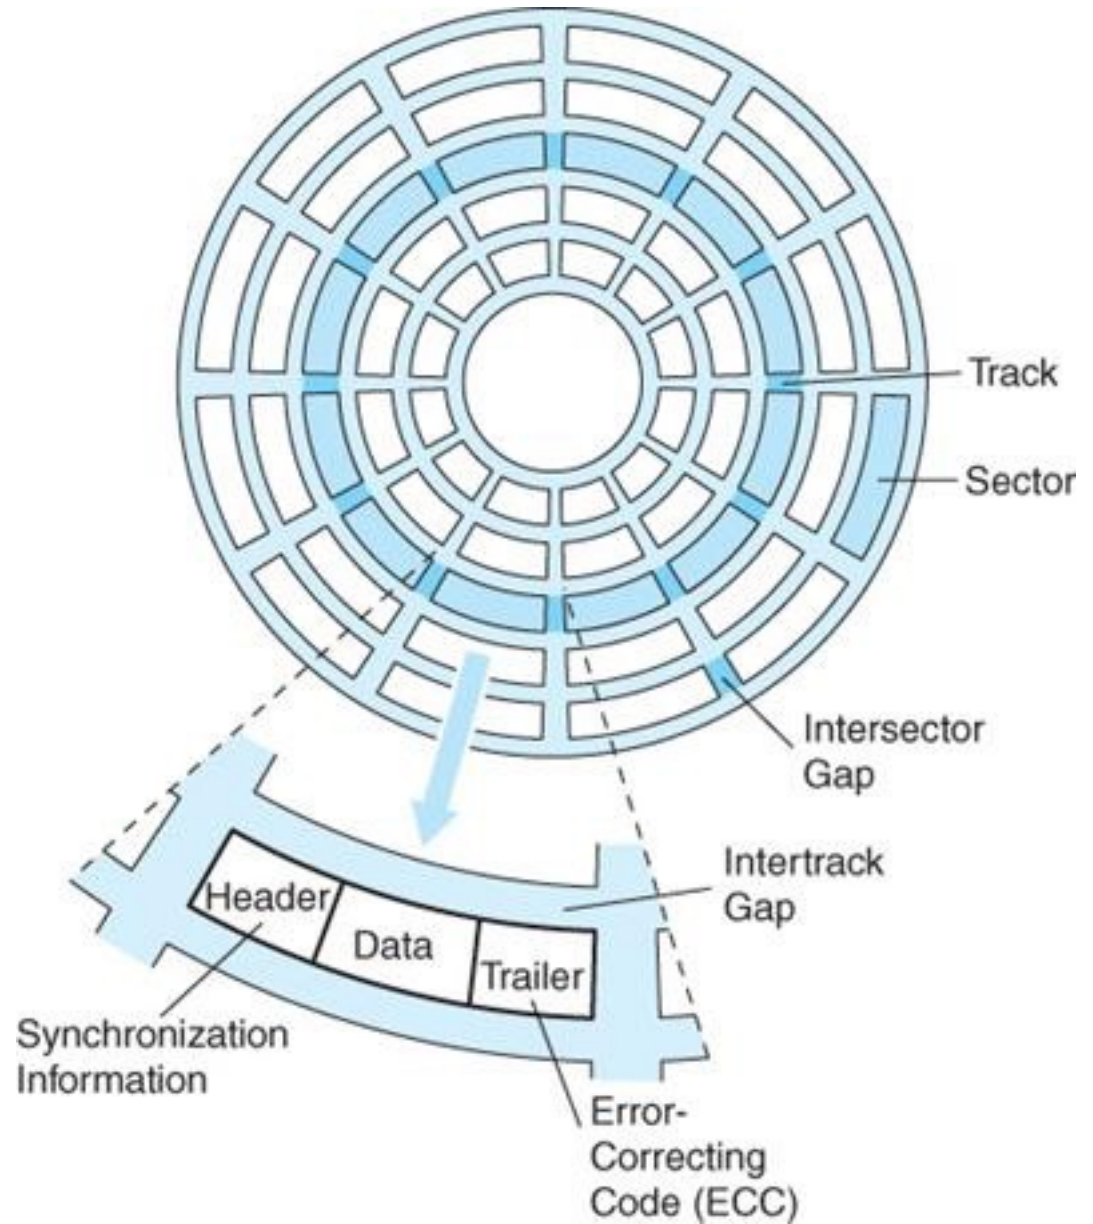 Track
Sector
Intersector
Gap
Intertrack
Gap
Header
Data
Trailer
Synchronization
Information
Error-
Correcting
Code (ECC)